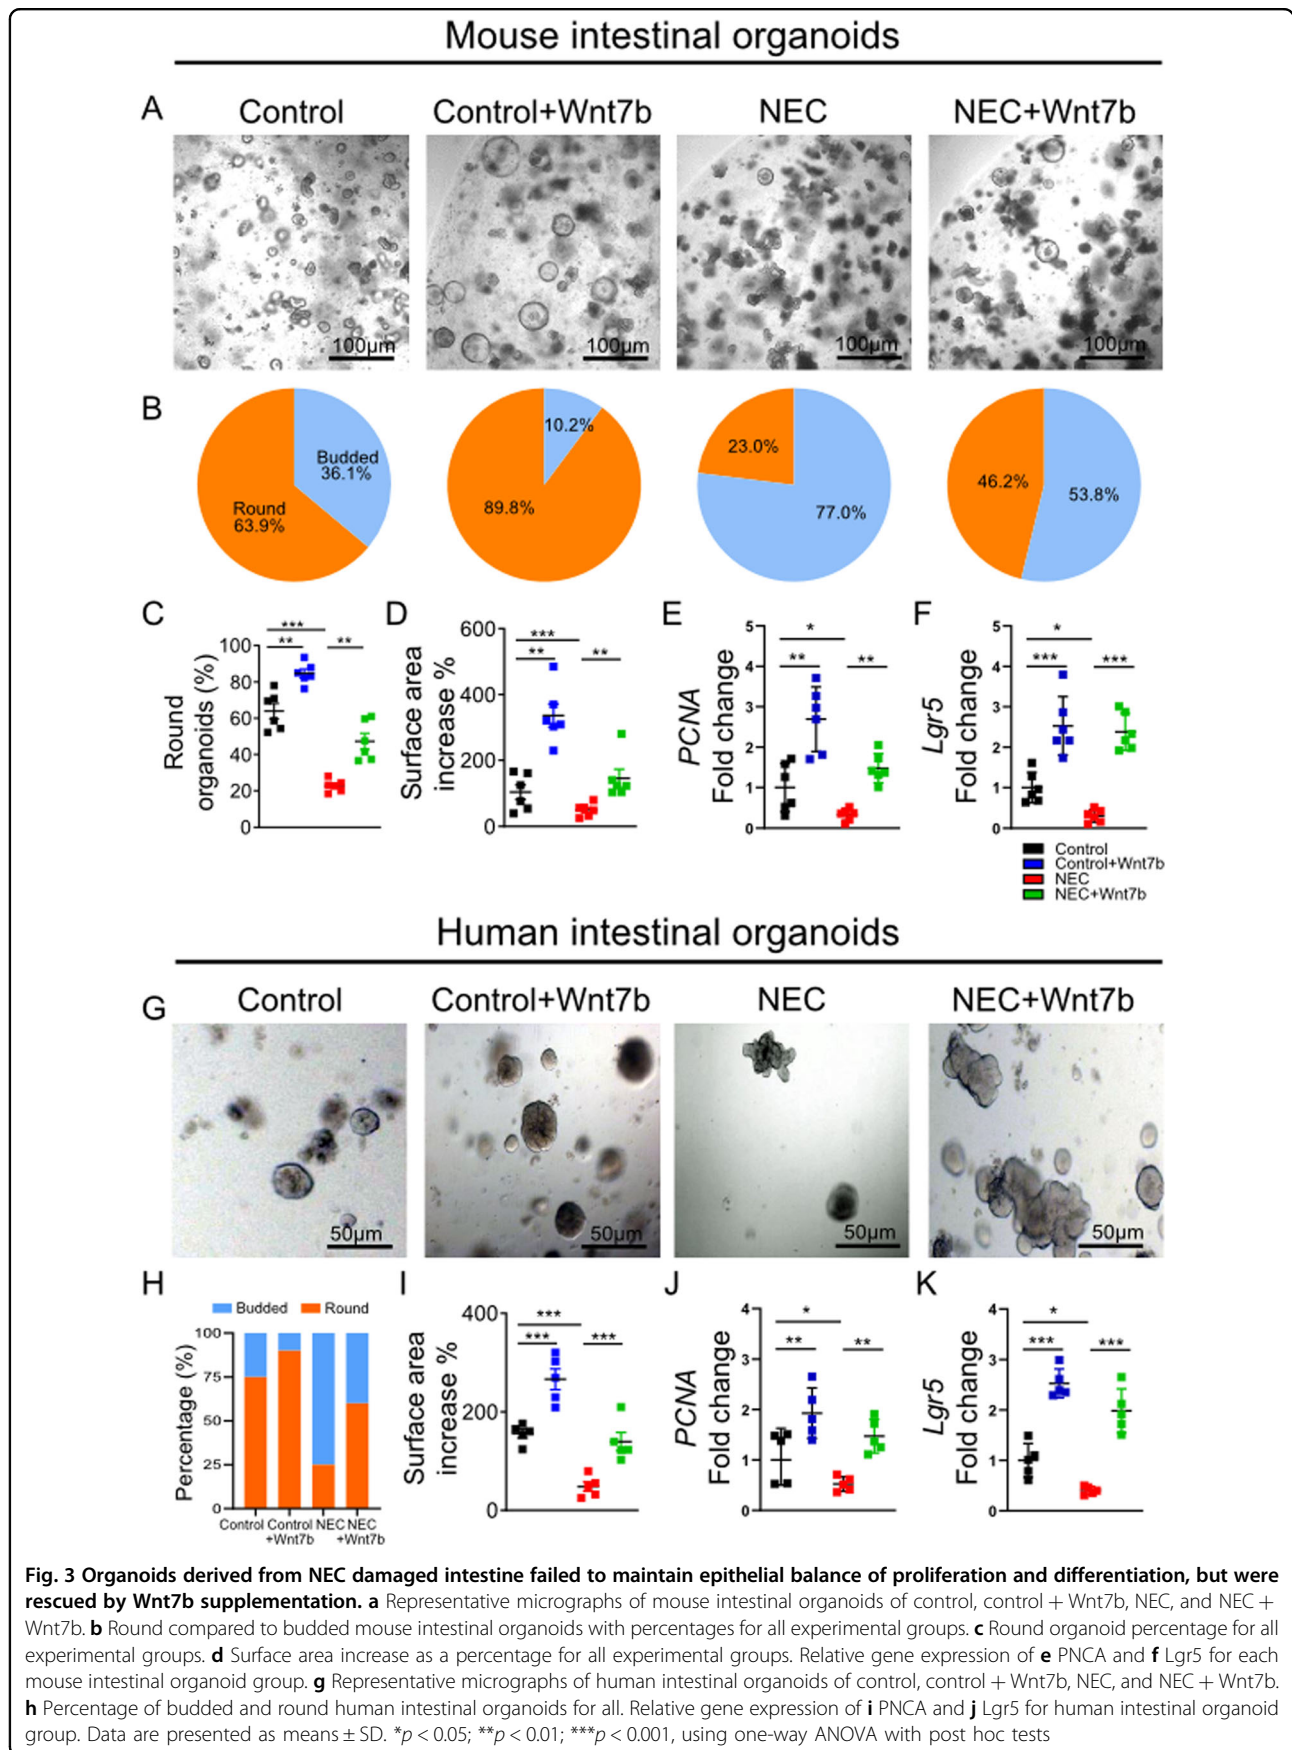 Mouse intestinal organoids
A Control Control+Wnt7b NEC NEC+Wnt7b
100µm 100µm 100µm 100µm
B
Budded
36.1%
Round
63.9%
10.2%
89.8%
23.0%
77.0%
46.2%
53.8%
C
Round
organoids (%)
100
80
60
40
20
0
*** ** **
D
Surface area
increase %
600
400
200
0
*** ** **
E
PCNA
Fold change
5
4
3
2
1
0
* ** **
F
Lgr5
Fold change
5
4
3
2
1
0
* *** ***
Control
Control+Wnt7b
NEC
NEC+Wnt7b
Human intestinal organoids
G Control Control+Wnt7b NEC NEC+Wnt7b
50µm 50µm 50µm 50µm
H
Budded Round
Percentage (%)
100
75
50
25
0
Control Control NEC NEC
+Wnt7b +Wnt7b
I
Surface area
increase %
400
200
0
*** *** ***
J
PCNA
Fold change
4
3
2
1
0
* ** **
K
Lgr5
Fold change
4
3
2
1
0
* *** ***
Fig. 3 Organoids derived from NEC damaged intestine failed to maintain epithelial balance of proliferation and differentiation, but were
rescued by Wnt7b supplementation. a Representative micrographs of mouse intestinal organoids of control, control + Wnt7b, NEC, and NEC +
Wnt7b. b Round compared to budded mouse intestinal organoids with percentages for all experimental groups. c Round organoid percentage for all
experimental groups. d Surface area increase as a percentage for all experimental groups. Relative gene expression of e PNCA and f Lgr5 for each
mouse intestinal organoid group. g Representative micrographs of human intestinal organoids of control, control + Wnt7b, NEC, and NEC + Wnt7b.
h Percentage of budded and round human intestinal organoids for all. Relative gene expression of i PNCA and j Lgr5 for human intestinal organoid
group. Data are presented as means ± SD. *p < 0.05; **p < 0.01; ***p < 0.001, using one-way ANOVA with post hoc tests